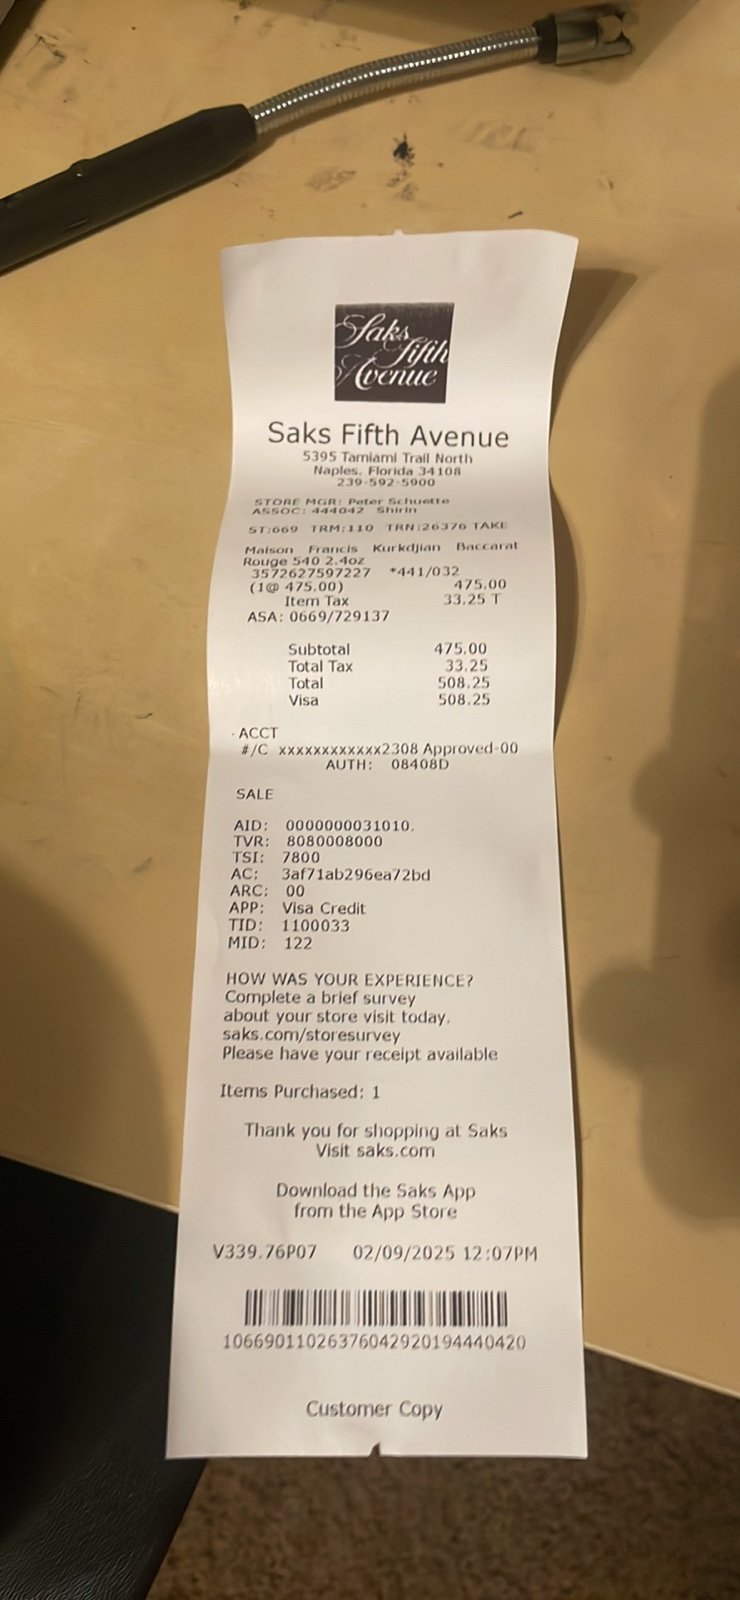 Saks
Fifth
Avenue
Saks Fifth Avenue
5395 Tamiami Trail North
Naples, Florida 34108
239-592-5900
STORE MGR: Peter Schuette
ASSOC: 444042 Shirin
ST:669 TRM:110 TRN:26376 TAKE
Maison Francis Kurkdjian Baccarat
Rouge 540 2.4oz
3572627597227 *441/032
(1@ 475.00) 475.00
Item Tax 33.25 T
ASA: 0669/729137
Subtotal 475.00
Total Tax 33.25
Total 508.25
Visa 508.25
ACCT
#/C xxxxxxxxxxxx2308 Approved-00
AUTH: 08408D
SALE
AID: 0000000031010.
TVR: 8080008000
TSI: 7800
AC: 3af71ab296ea72bd
ARC: 00
APP: Visa Credit
TID: 1100033
MID: 122
HOW WAS YOUR EXPERIENCE?
Complete a brief survey
about your store visit today.
saks.com/storesurvey
Please have your receipt available
Items Purchased: 1
Thank you for shopping at Saks
Visit saks.com
Download the Saks App
from the App Store
V339.76P07 02/09/2025 12:07PM
1066901102637604292019444​0420
Customer Copy